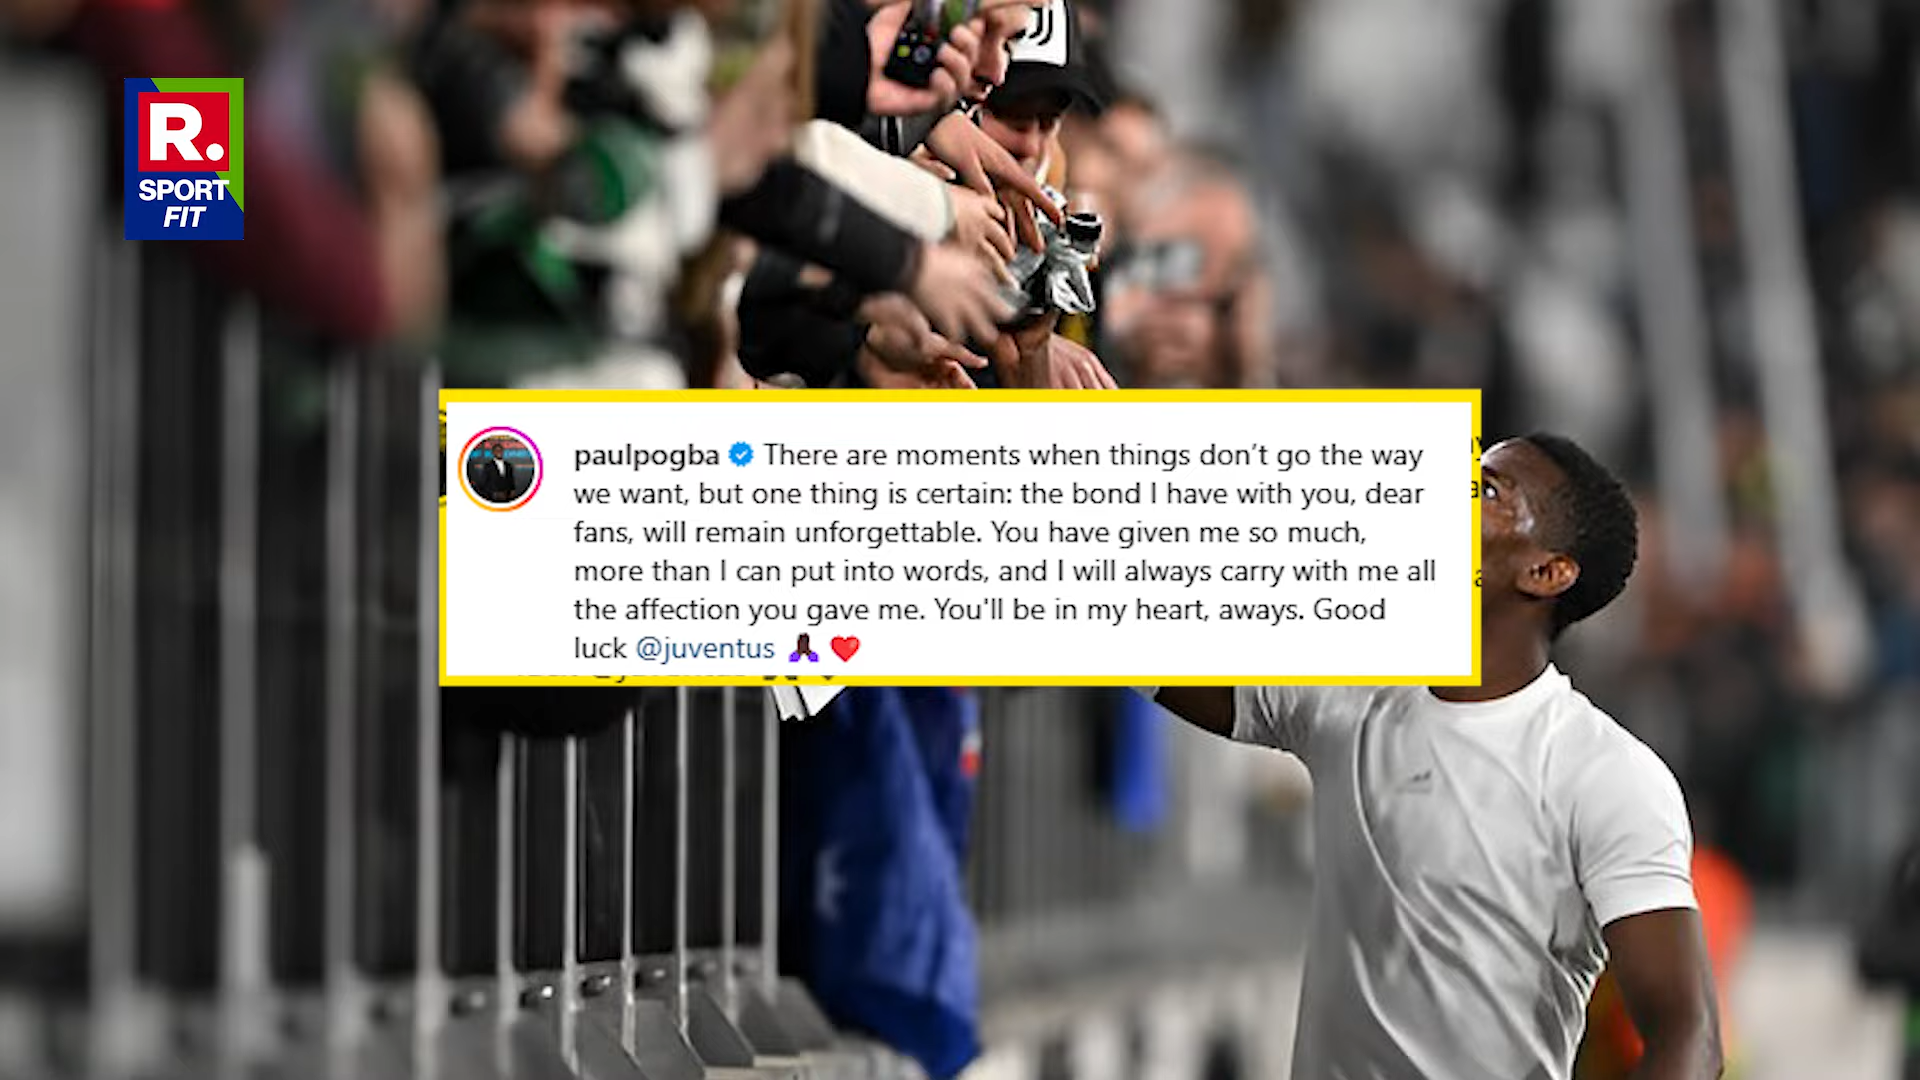 R.
SPORT
FIT
paulpogba There are moments when things don’t go the way
we want, but one thing is certain: the bond I have with you, dear
fans, will remain unforgettable. You have given me so much,
more than I can put into words, and I will always carry with me all
the affection you gave me. You'll be in my heart, aways. Good
luck @juventus 🙏🏿 ❤️